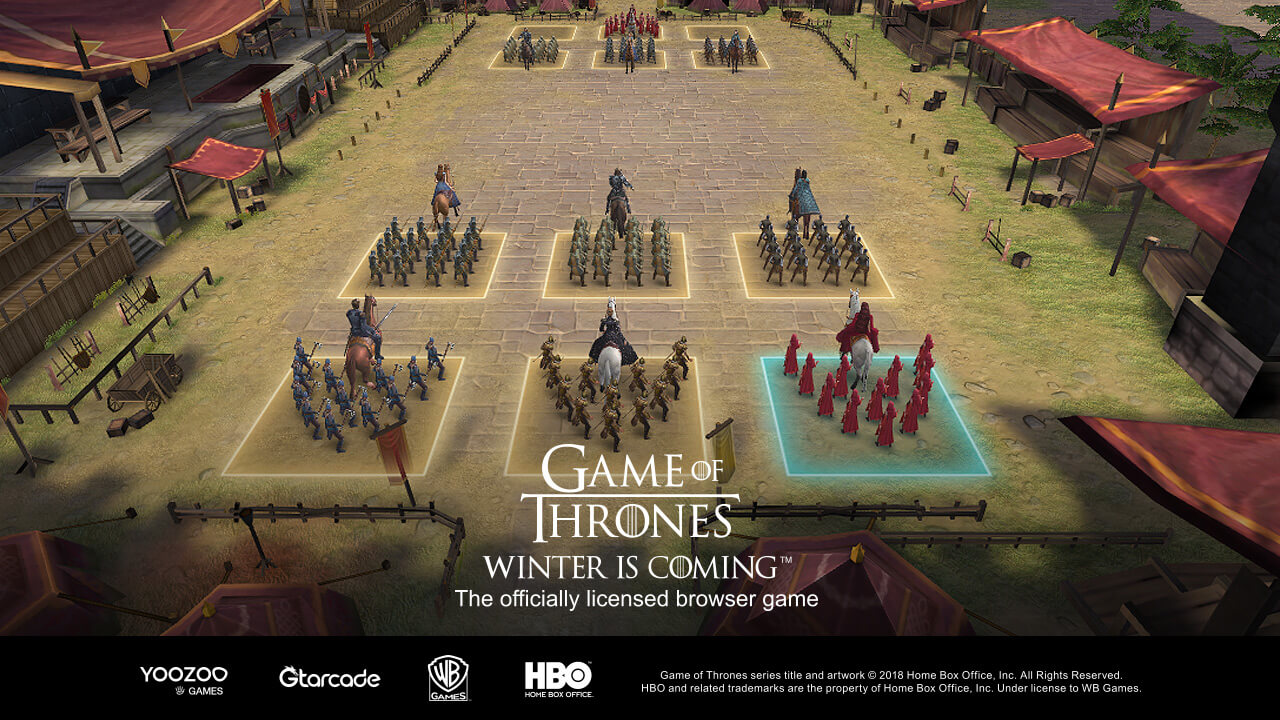 GAME OF
THRONES
WINTER IS COMING™
The officially licensed browser game
YOOZOO
GAMES
Gtarcade
WB
GAMES
HBO
HOME BOX OFFICE.
Game of Thrones series title and artwork © 2018 Home Box Office, Inc. All Rights Reserved.
HBO and related trademarks are the property of Home Box Office, Inc. Under license to WB Games.